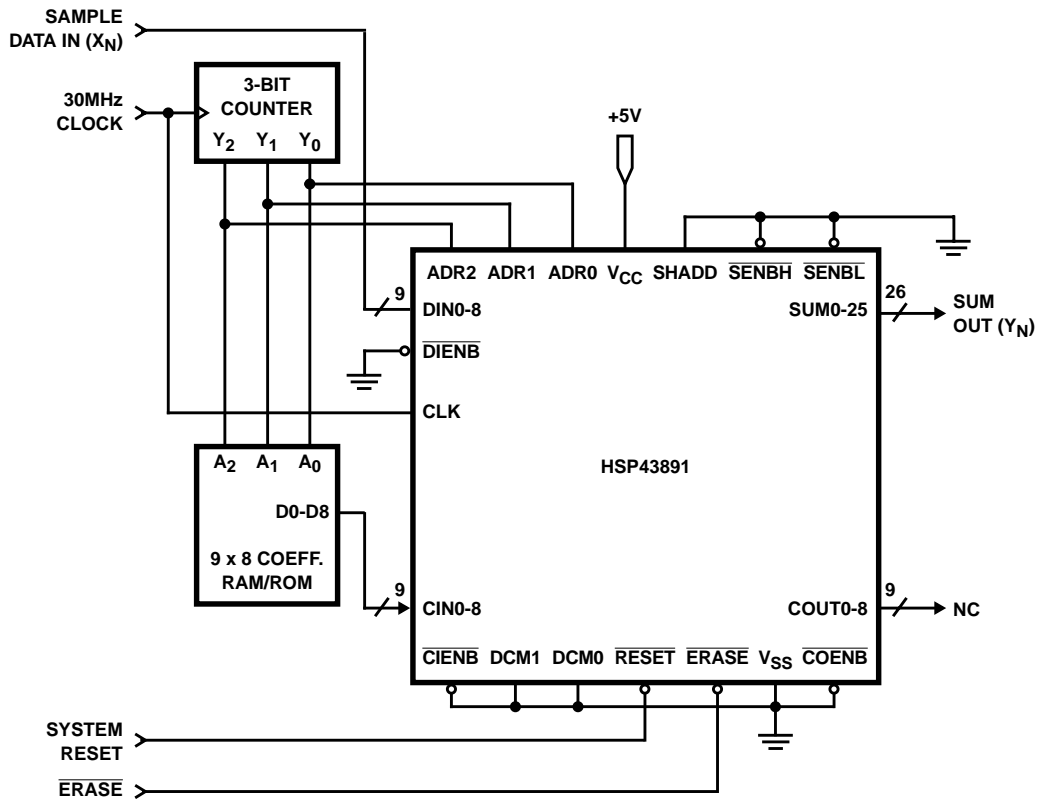 SAMPLE
DATA IN (XN)
30MHz
CLOCK
3-BIT
COUNTER
Y2 Y1 Y0
+5V
ADR2 ADR1 ADR0 VCC SHADD SENBH SENBL
9
DIN0-8
SUM0-25
26
SUM
OUT (YN)
DIENB
CLK
HSP43891
A2 A1 A0
D0-D8
9 x 8 COEFF.
RAM/ROM
9
CIN0-8
COUT0-8
9
NC
CIENB DCM1 DCM0 RESET ERASE VSS COENB
SYSTEM
RESET
ERASE